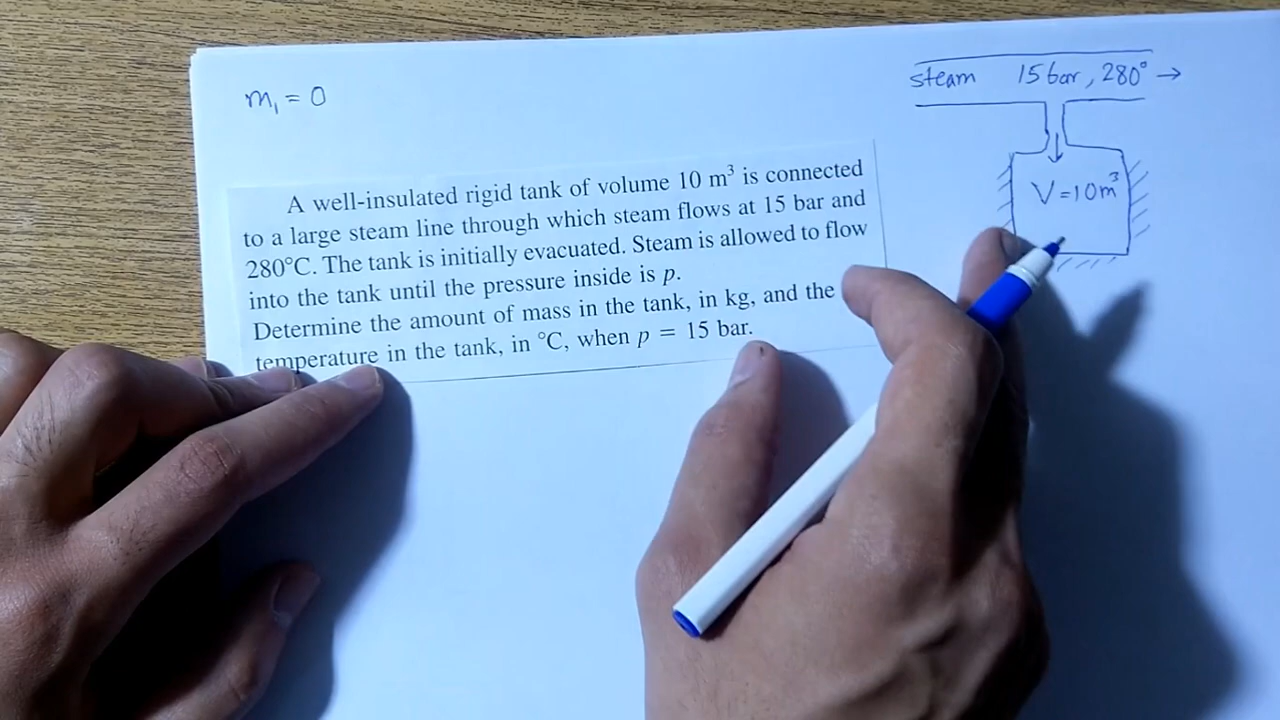 m₁ = 0
steam 15 bar, 280° →
V = 10 m³
A well-insulated rigid tank of volume 10 m³ is connected
to a large steam line through which steam flows at 15 bar and
280°C. The tank is initially evacuated. Steam is allowed to flow
into the tank until the pressure inside is p.
Determine the amount of mass in the tank, in kg, and the
temperature in the tank, in °C, when p = 15 bar.